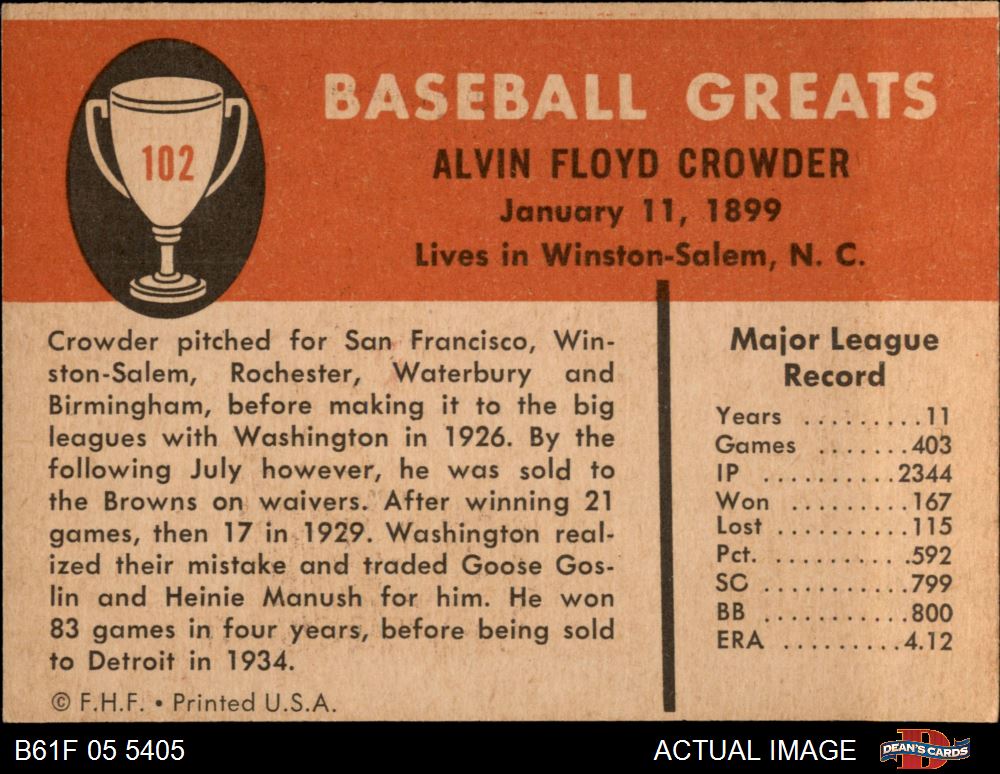 102
BASEBALL GREATS
ALVIN FLOYD CROWDER
January 11, 1899
Lives in Winston-Salem, N. C.
Crowder pitched for San Francisco, Win-
ston-Salem, Rochester, Waterbury and
Birmingham, before making it to the big
leagues with Washington in 1926. By the
following July however, he was sold to
the Browns on waivers. After winning 21
games, then 17 in 1929. Washington real-
ized their mistake and traded Goose Gos-
lin and Heinie Manush for him. He won
83 games in four years, before being sold
to Detroit in 1934.
© F.H.F. • Printed U.S.A.
Major League
Record
Years .........11
Games .......403
IP ..........2344
Won .........167
Lost ..........115
Pct. ..........592
SO ..........799
BB ..........800
ERA .........4.12
B61F 05 5405
ACTUAL IMAGE
D
DEAN'S CARDS